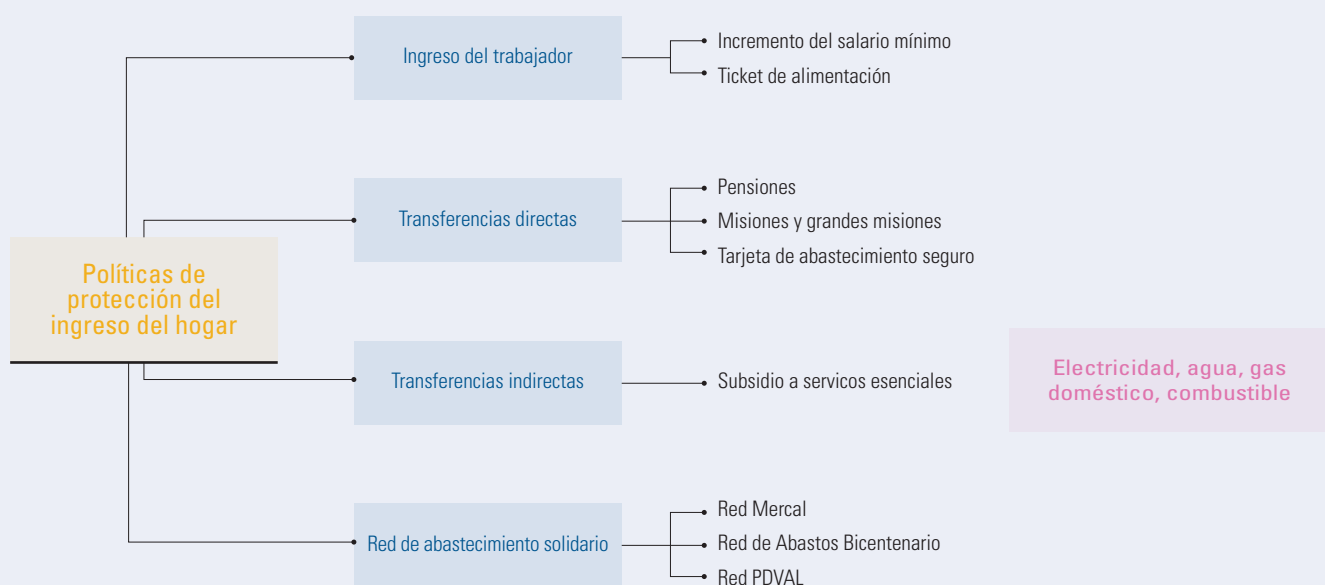 Ingreso del trabajador
Incremento del salario mínimo
Ticket de alimentación
Transferencias directas
Pensiones
Misiones y grandes misiones
Tarjeta de abastecimiento seguro
Políticas de
protección del
ingreso del hogar
Transferencias indirectas
Subsidio a servicos esenciales
Electricidad, agua, gas
doméstico, combustible
Red de abastecimiento solidario
Red Mercal
Red de Abastos Bicentenario
Red PDVAL